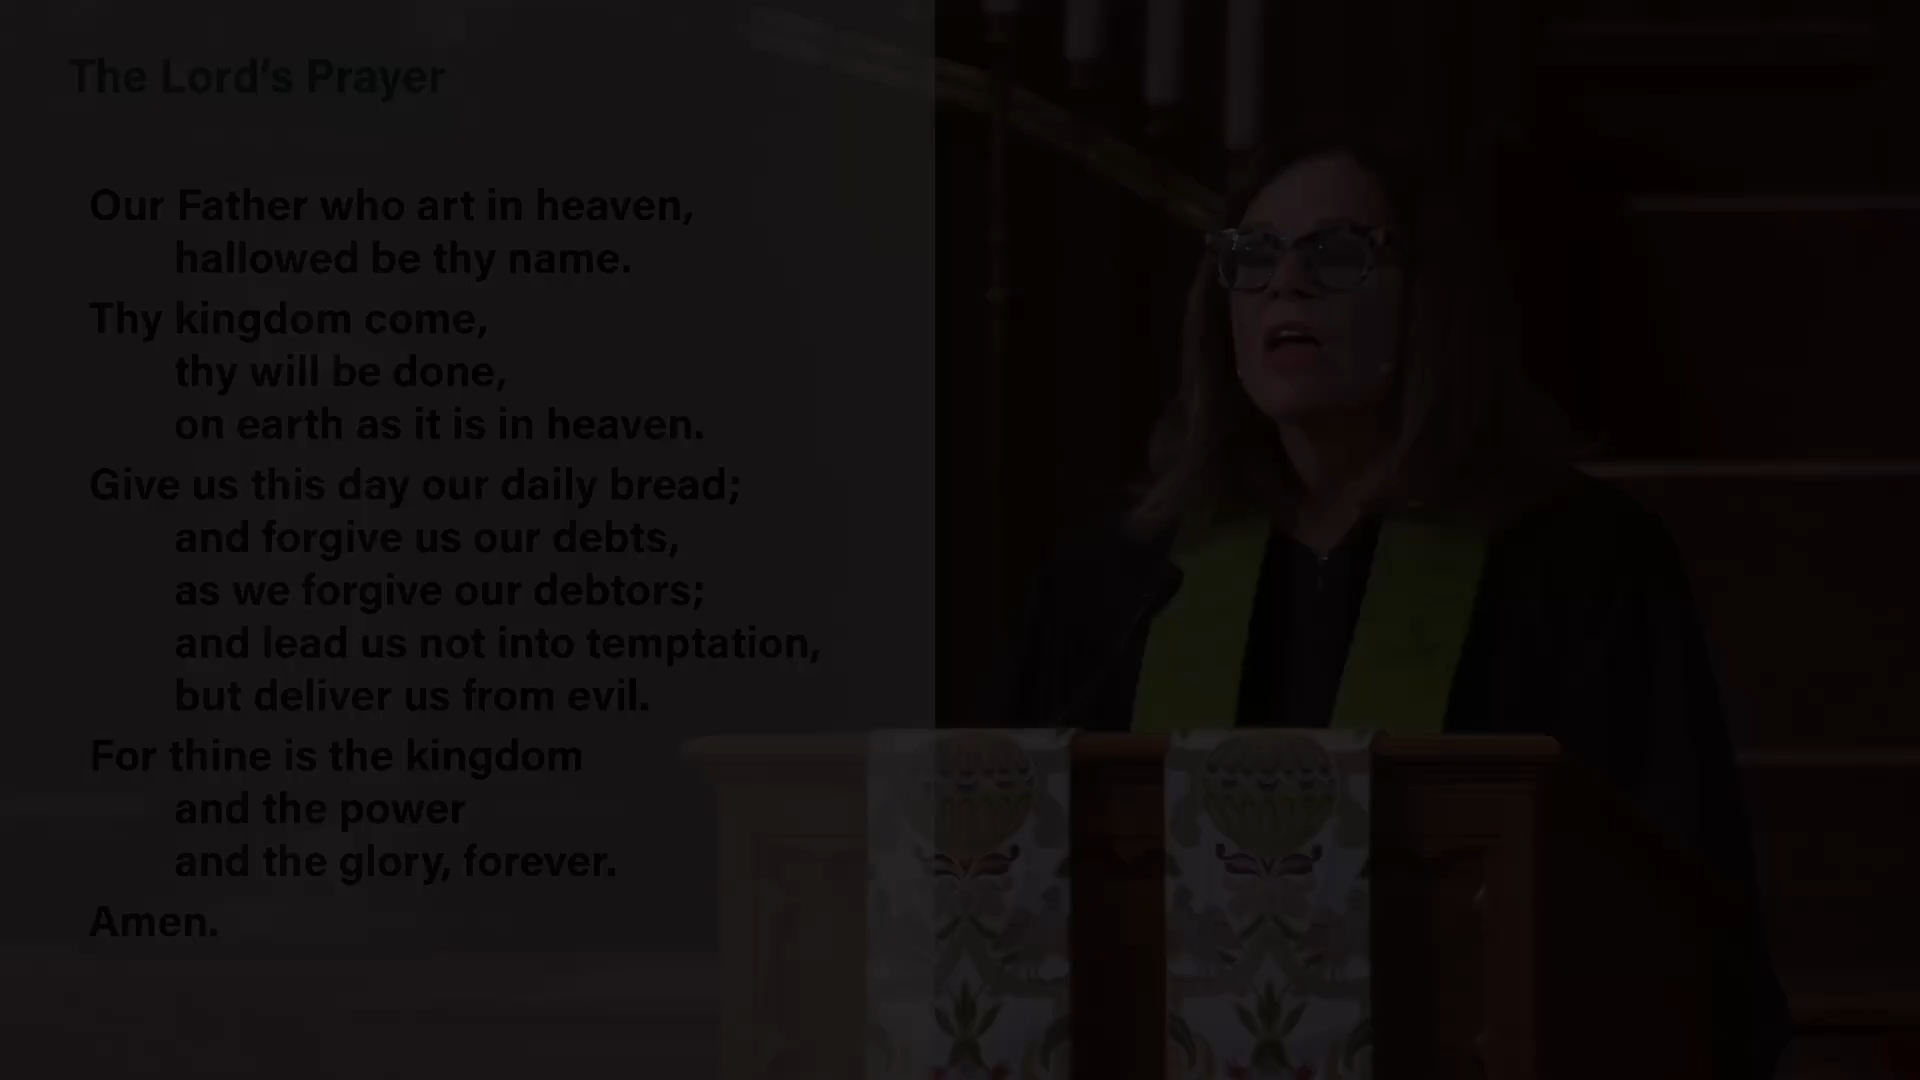 The Lord's Prayer
Our Father who art in heaven,
hallowed be thy name.
Thy kingdom come,
thy will be done,
on earth as it is in heaven.
Give us this day our daily bread;
and forgive us our debts,
as we forgive our debtors;
and lead us not into temptation,
but deliver us from evil.
For thine is the kingdom
and the power
and the glory, forever.
Amen.